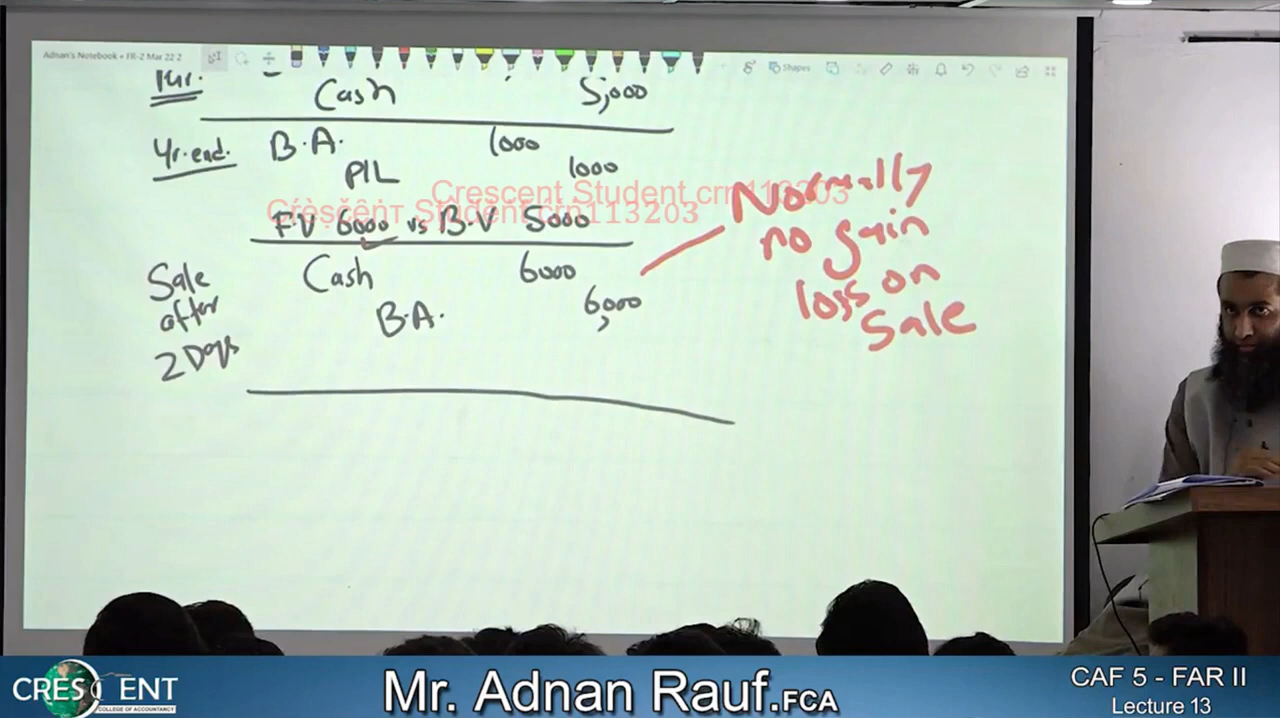 Adnan's Notebook « FR-2 Mar 22-2
Shapes
Pur.
Cash 5,000
Yr. end. B.A. 1000
P/L 1000
Crescent Student crn113203
Crescent Student crn113203
F.V 6000 vs B.V 5000
Sale after 2 Days
Cash 6000
B.A. 6,000
Normally
no gain
loss on
Sale
CRESCENT
COLLEGE OF ACCOUNTANCY
Mr. Adnan Rauf.FCA
CAF 5 - FAR II
Lecture 13